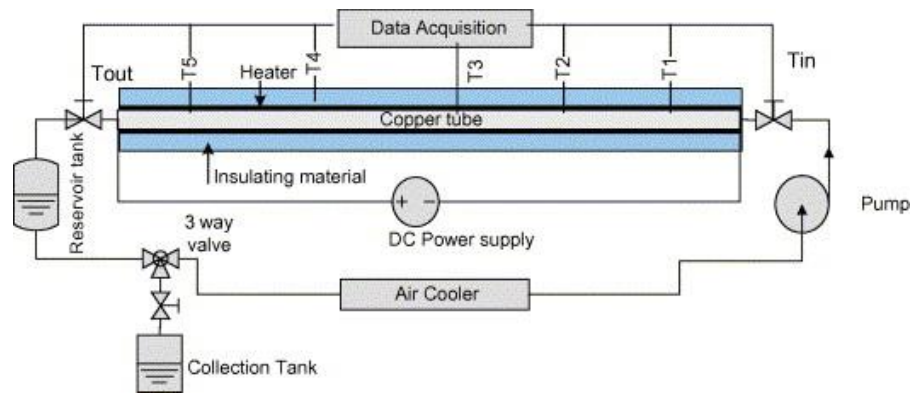 Data Acquisition
Tout
T5
Heater
T4
T3
T2
T1
Tin
Copper tube
Reservoir tank
Insulating material
+ −
DC Power supply
Pump
3 way
valve
Air Cooler
Collection Tank